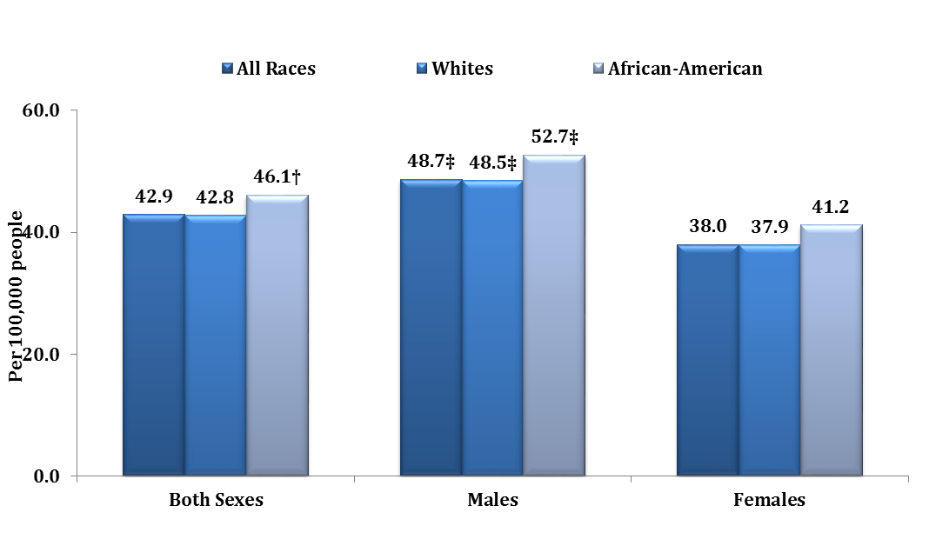 All Races Whites African-American
60.0
40.0
20.0
0.0
Per 100,000 people
42.9 42.8 46.1†
48.7‡ 48.5‡ 52.7‡
38.0 37.9 41.2
Both Sexes Males Females